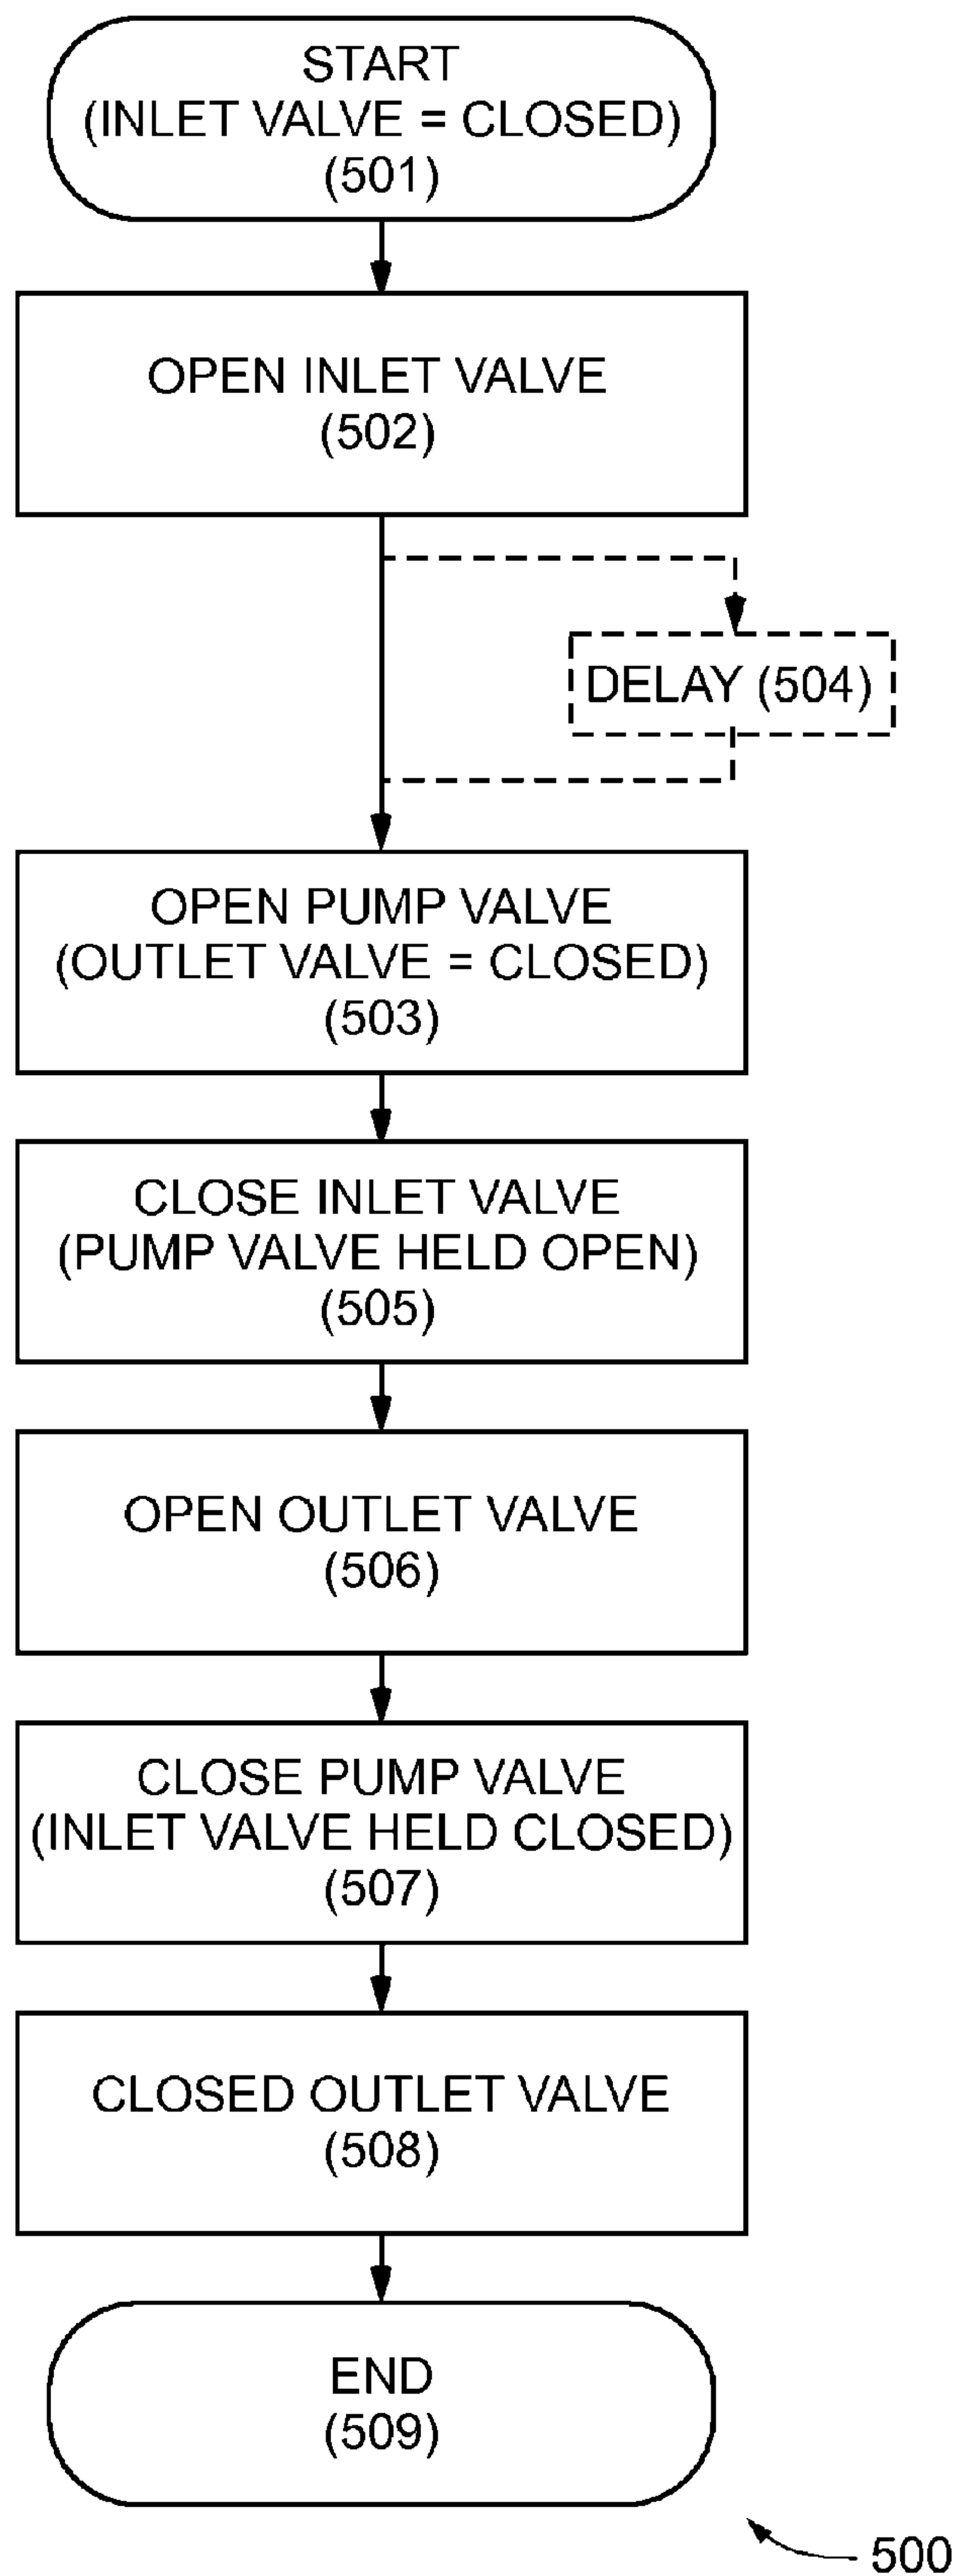 START
(INLET VALVE = CLOSED)
(501)
OPEN INLET VALVE
(502)
DELAY (504)
OPEN PUMP VALVE
(OUTLET VALVE = CLOSED)
(503)
CLOSE INLET VALVE
(PUMP VALVE HELD OPEN)
(505)
OPEN OUTLET VALVE
(506)
CLOSE PUMP VALVE
(INLET VALVE HELD CLOSED)
(507)
CLOSED OUTLET VALVE
(508)
END
(509)
500